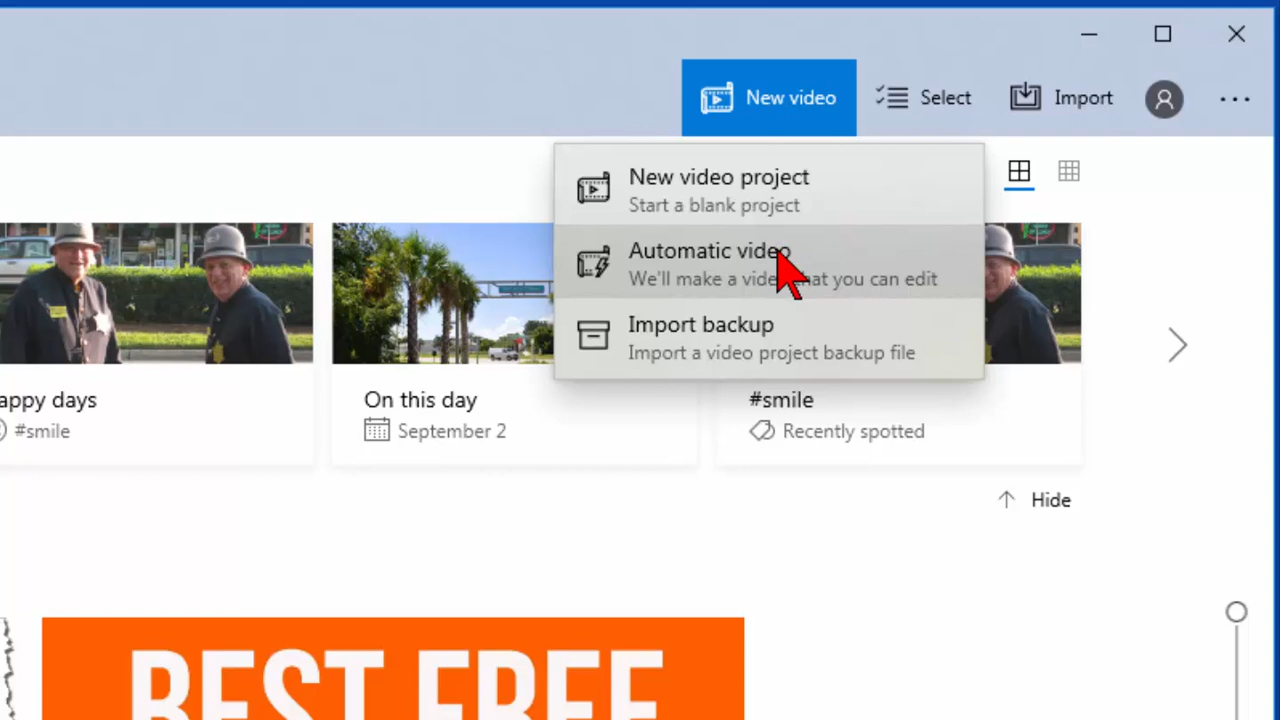 New video
Select
Import
New video project
Start a blank project
Automatic video
We'll make a video that you can edit
Import backup
Import a video project backup file
appy days
#smile
On this day
September 2
#smile
Recently spotted
Hide
BEST FREE